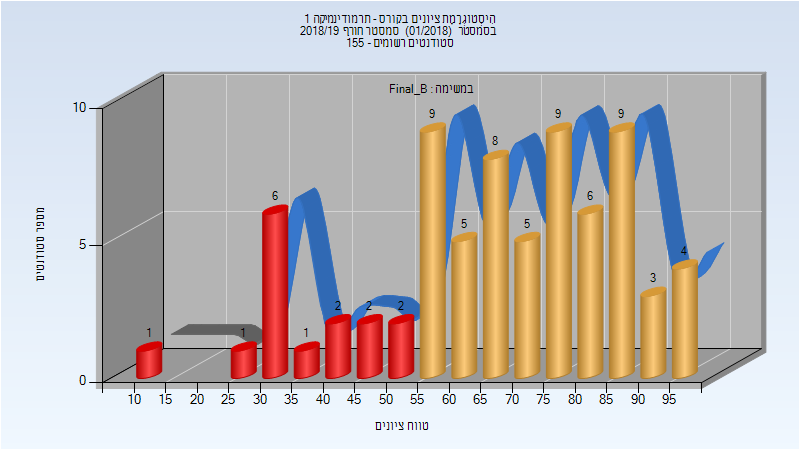 היסטוגרמת ציונים בקורס - תרמודינמיקה 1
בסמסטר (01/2018) סמסטר חורף 2018/19
סטודנטים רשומים - 155
במשימה : Final_B
מספר סטודנטים
10
5
0
1 1 6 1 2 2 2 9 5 8 5 9 6 9 3 4
10 15 20 25 30 35 40 45 50 55 60 65 70 75 80 85 90 95
טווח ציונים